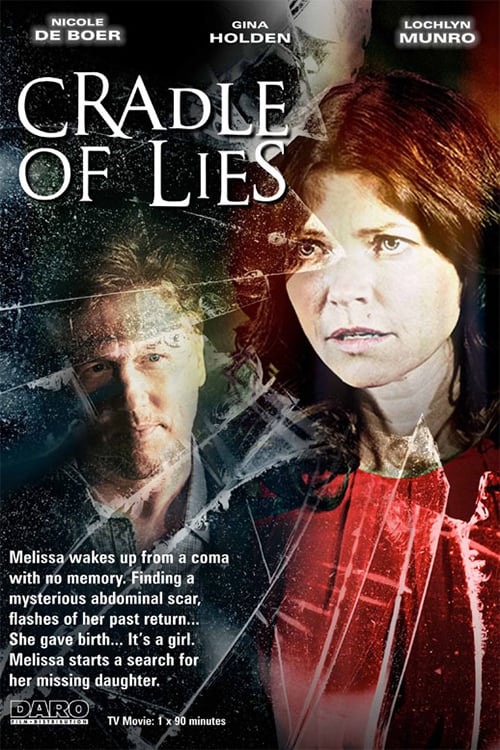 NICOLE
DE BOER
GINA
HOLDEN
LOCHLYN
MUNRO
CRADLE
OF LIES
Melissa wakes up from a coma
with no memory. Finding a
mysterious abdominal scar,
flashes of her past return...
She gave birth... It's a girl.
Melissa starts a search for
her missing daughter.
DARO
FILM•DISTRIBUTION
TV Movie: 1 x 90 minutes